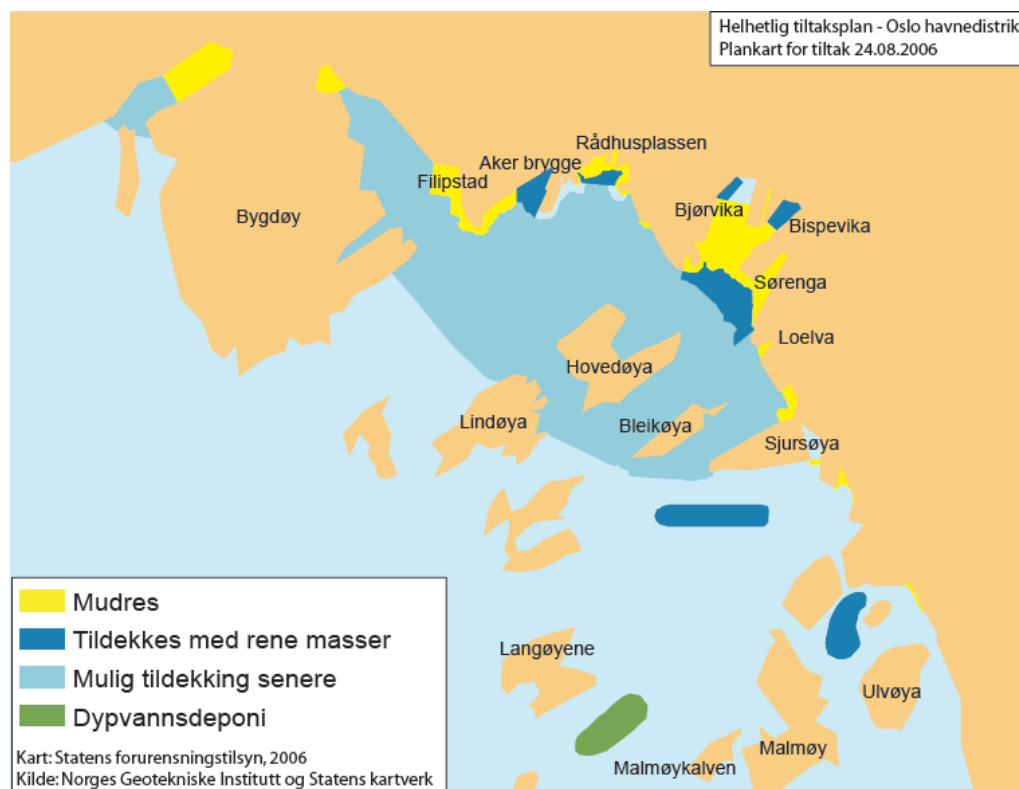 Helhetlig tiltaksplan - Oslo havnedistrik
Plankart for tiltak 24.08.2006
Rådhusplassen
Aker brygge
Filipstad
Bjørvika
Bygdøy
Bispevika
Sørenga
Loelva
Hovedøya
Lindøya
Bleikøya
Sjursøya
Langøyene
Ulvøya
Malmøy
Malmøykalven
Mudres
Tildekkes med rene masser
Mulig tildekking senere
Dypvannsdeponi
Kart: Statens forurensningstilsyn, 2006
Kilde: Norges Geotekniske Institutt og Statens kartverk